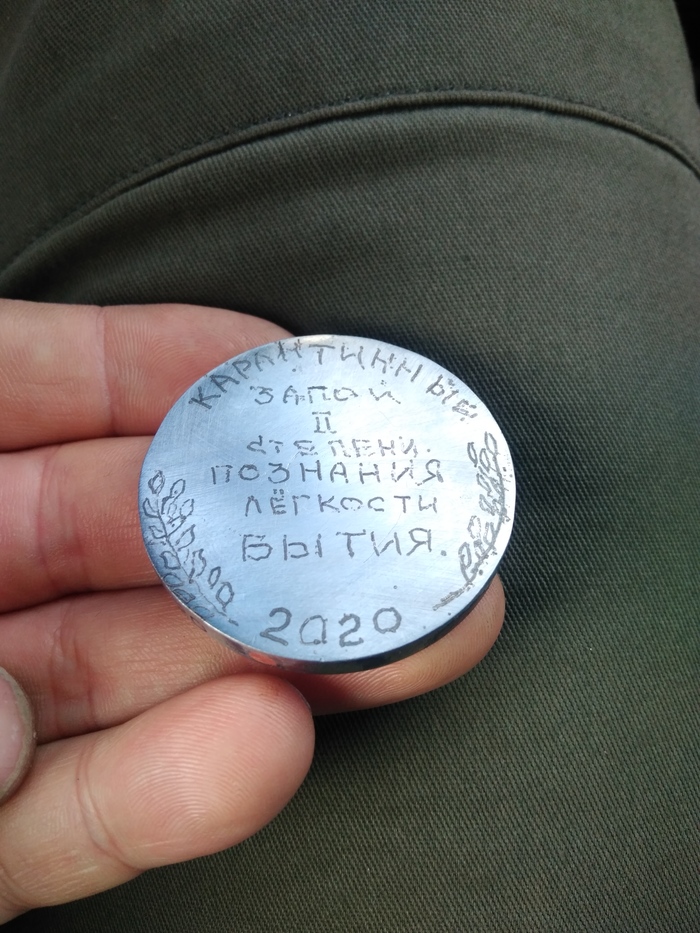 КАРАНТИННЫЙ
ЗАПОЙ
II
СТЕПЕНИ.
ПОЗНАНИЯ
ЛЁГКОСТИ
БЫТИЯ.
2020